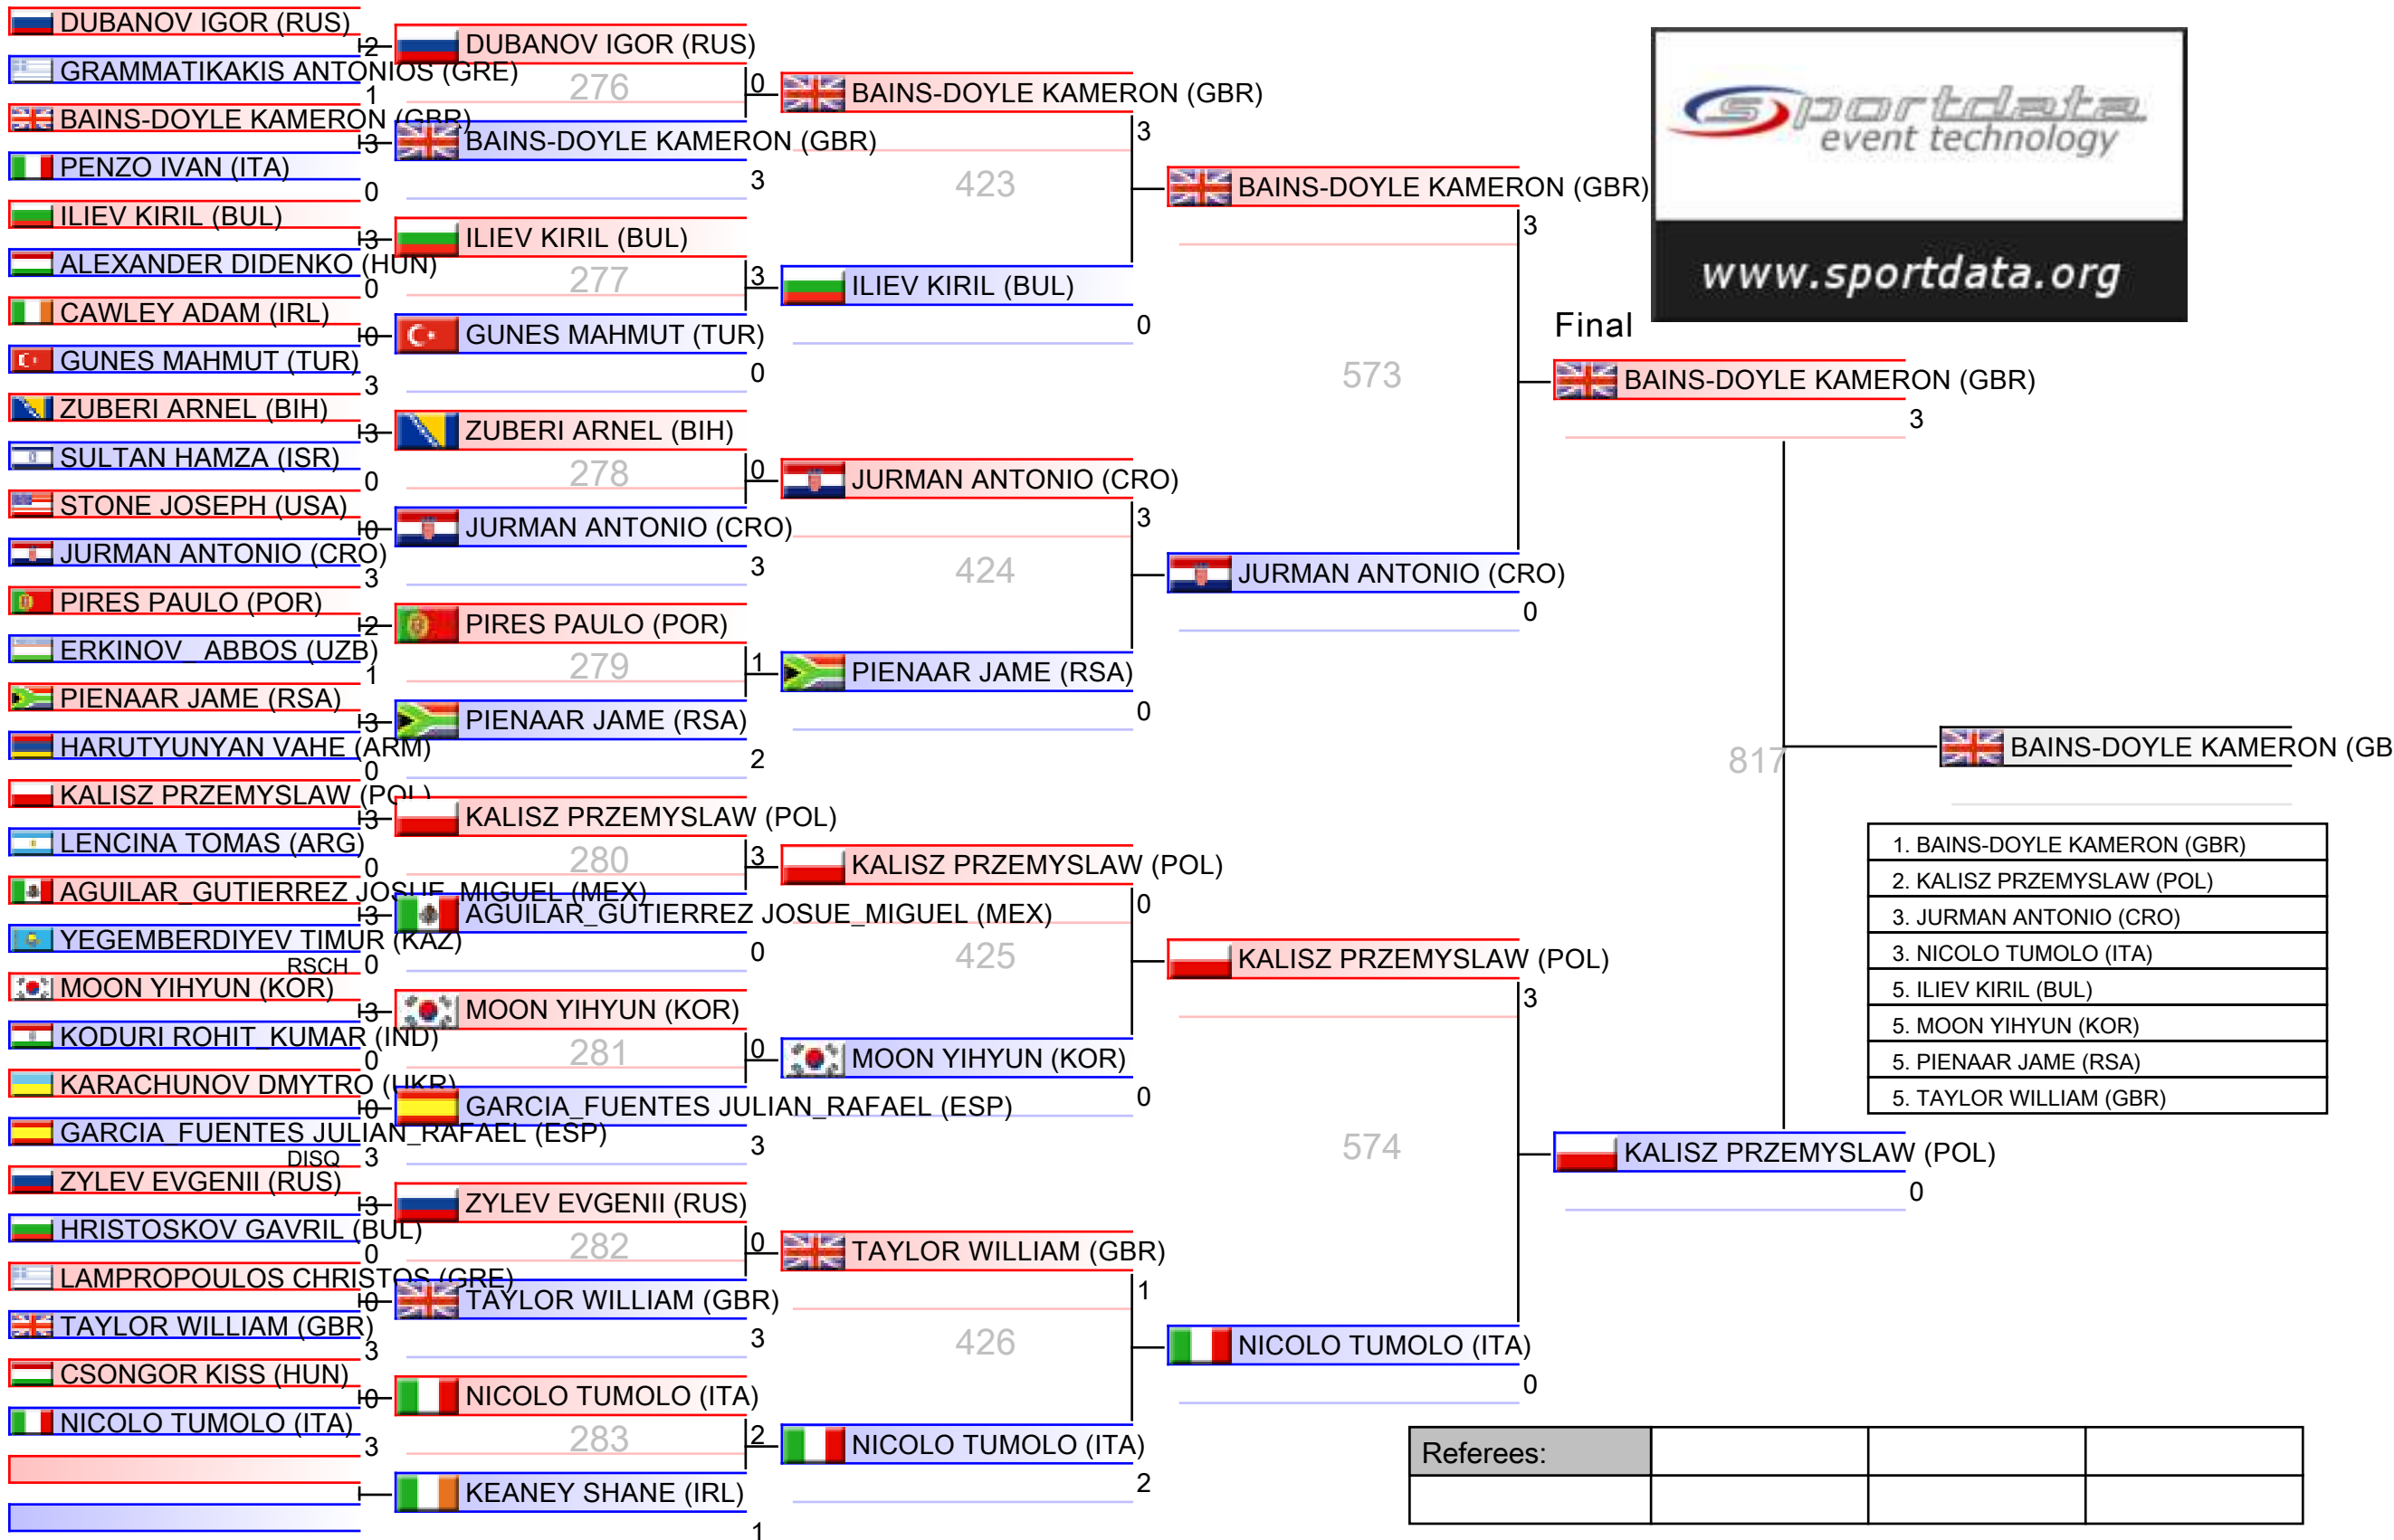 DUBANOV IGOR (RUS)
2
GRAMMATIKAKIS ANTONIOS (GRE)
1
BAINS-DOYLE KAMERON (GBR)
3
PENZO IVAN (ITA)
0
ILIEV KIRIL (BUL)
3
ALEXANDER DIDENKO (HUN)
0
CAWLEY ADAM (IRL)
0
GUNES MAHMUT (TUR)
3
ZUBERI ARNEL (BIH)
3
SULTAN HAMZA (ISR)
0
STONE JOSEPH (USA)
0
JURMAN ANTONIO (CRO)
3
PIRES PAULO (POR)
2
ERKINOV_ ABBOS (UZB)
1
PIENAAR JAME (RSA)
3
HARUTYUNYAN VAHE (ARM)
0
KALISZ PRZEMYSLAW (POL)
3
LENCINA TOMAS (ARG)
0
AGUILAR_GUTIERREZ JOSUE_MIGUEL (MEX)
3
YEGEMBERDIYEV TIMUR (KAZ)
RSCH 0
MOON YIHYUN (KOR)
3
KODURI ROHIT_KUMAR (IND)
0
KARACHUNOV DMYTRO (UKR)
0
GARCIA_FUENTES JULIAN_RAFAEL (ESP)
DISQ 3
ZYLEV EVGENII (RUS)
3
HRISTOSKOV GAVRIL (BUL)
0
LAMPROPOULOS CHRISTOS (GRE)
0
TAYLOR WILLIAM (GBR)
3
CSONGOR KISS (HUN)
0
NICOLO TUMOLO (ITA)
3
DUBANOV IGOR (RUS)
276
0
BAINS-DOYLE KAMERON (GBR)
3
ILIEV KIRIL (BUL)
277
3
GUNES MAHMUT (TUR)
0
ZUBERI ARNEL (BIH)
278
0
JURMAN ANTONIO (CRO)
3
PIRES PAULO (POR)
279
1
PIENAAR JAME (RSA)
2
KALISZ PRZEMYSLAW (POL)
280
3
AGUILAR_GUTIERREZ JOSUE_MIGUEL (MEX)
0
MOON YIHYUN (KOR)
281
0
GARCIA_FUENTES JULIAN_RAFAEL (ESP)
3
ZYLEV EVGENII (RUS)
282
0
TAYLOR WILLIAM (GBR)
3
NICOLO TUMOLO (ITA)
283
2
KEANEY SHANE (IRL)
1
BAINS-DOYLE KAMERON (GBR)
3
423
ILIEV KIRIL (BUL)
0
JURMAN ANTONIO (CRO)
3
424
PIENAAR JAME (RSA)
0
KALISZ PRZEMYSLAW (POL)
0
425
MOON YIHYUN (KOR)
0
TAYLOR WILLIAM (GBR)
1
426
NICOLO TUMOLO (ITA)
2
BAINS-DOYLE KAMERON (GBR)
3
573
JURMAN ANTONIO (CRO)
0
KALISZ PRZEMYSLAW (POL)
3
574
NICOLO TUMOLO (ITA)
0
sportdata
event technology
www.sportdata.org
Final
BAINS-DOYLE KAMERON (GBR)
3
817
KALISZ PRZEMYSLAW (POL)
0
BAINS-DOYLE KAMERON (GB
1. BAINS-DOYLE KAMERON (GBR)
2. KALISZ PRZEMYSLAW (POL)
3. JURMAN ANTONIO (CRO)
3. NICOLO TUMOLO (ITA)
5. ILIEV KIRIL (BUL)
5. MOON YIHYUN (KOR)
5. PIENAAR JAME (RSA)
5. TAYLOR WILLIAM (GBR)
Referees: